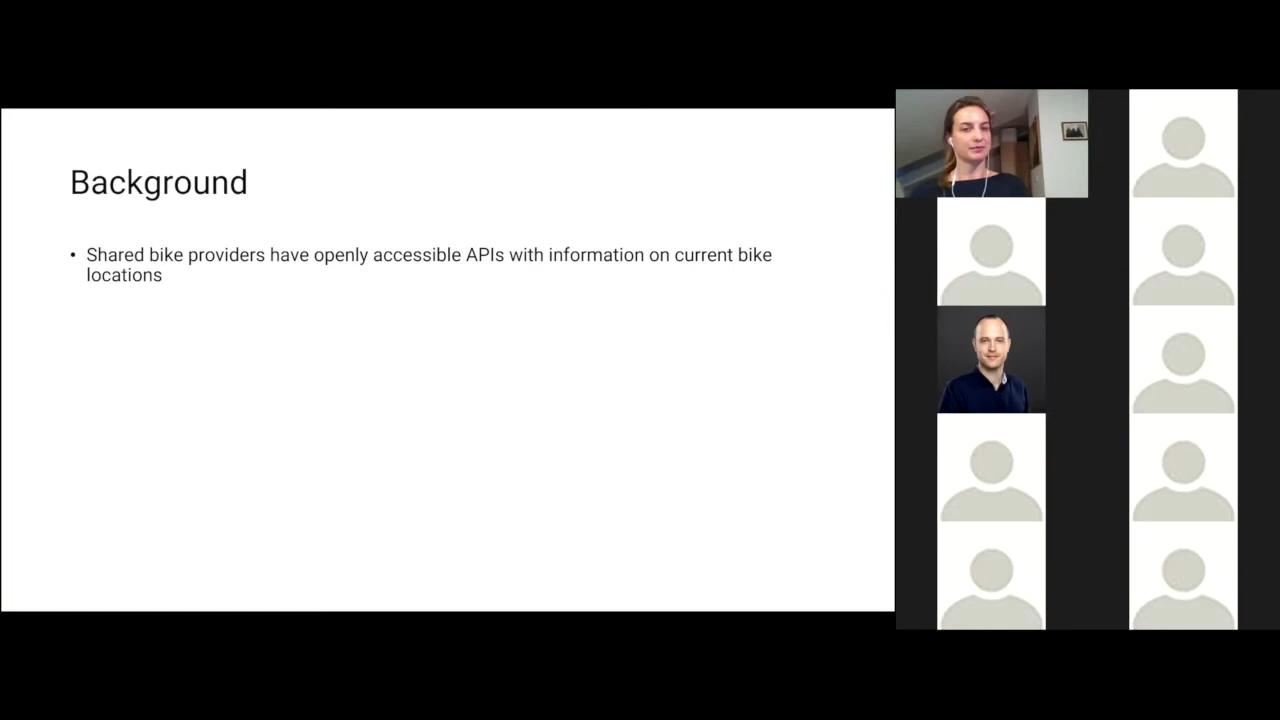 Background
• Shared bike providers have openly accessible APIs with information on current bike
locations